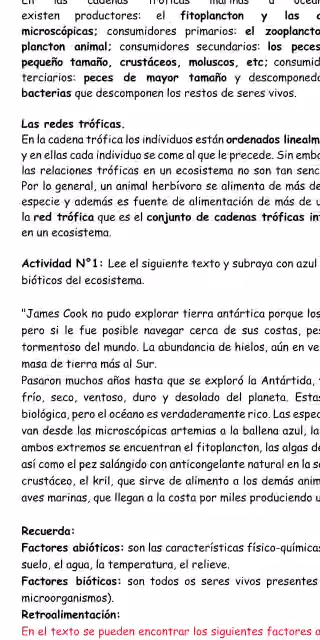 En las cadenas tróficas marinas u
existen productores: el fitoplancton y las
microscópicas; consumidores primarios: el zooplancto
plancton animal; consumidores secundarios: los peces
pequeño tamaño, crustáceos, moluscos, etc; consumid
terciarios: peces de mayor tamaño y descomponed
bacterias que descomponen los restos de seres vivos.
Las redes tróficas.
En la cadena trófica los individuos están ordenados linealm
y en ellas cada individuo se come al que le precede. Sin emb
las relaciones tróficas en un ecosistema no son tan senc
Por lo general, un animal herbívoro se alimenta de más de
especie y además es fuente de alimentación de más de u
la red trófica que es el conjunto de cadenas tróficas in
en un ecosistema.
Actividad N°1: Lee el siguiente texto y subraya con azul
bióticos del ecosistema.
"James Cook no pudo explorar tierra antártica porque los
pero si le fue posible navegar cerca de sus costas, pe
tormentoso del mundo. La abundancia de hielos, aún en ve
masa de tierra más al Sur.
Pasaron muchos años hasta que se exploró la Antártida,
frío, seco, ventoso, duro y desolado del planeta. Esta
biológica, pero el océano es verdaderamente rico. Las espec
van desde las microscópicas artemias a la ballena azul, la
ambos extremos se encuentran el fitoplancton, las algas de
así como el pez salángido con anticongelante natural en la s
crustáceo, el kril, que sirve de alimento a los demás anim
aves marinas, que llegan a la costa por miles produciendo u
Recuerda:
Factores abióticos: son las características físico-química
suelo, el agua, la temperatura, el relieve.
Factores bióticos: son todos os seres vivos presentes
microorganismos).
Retroalimentación:
En el texto se pueden encontrar los siguientes factores a